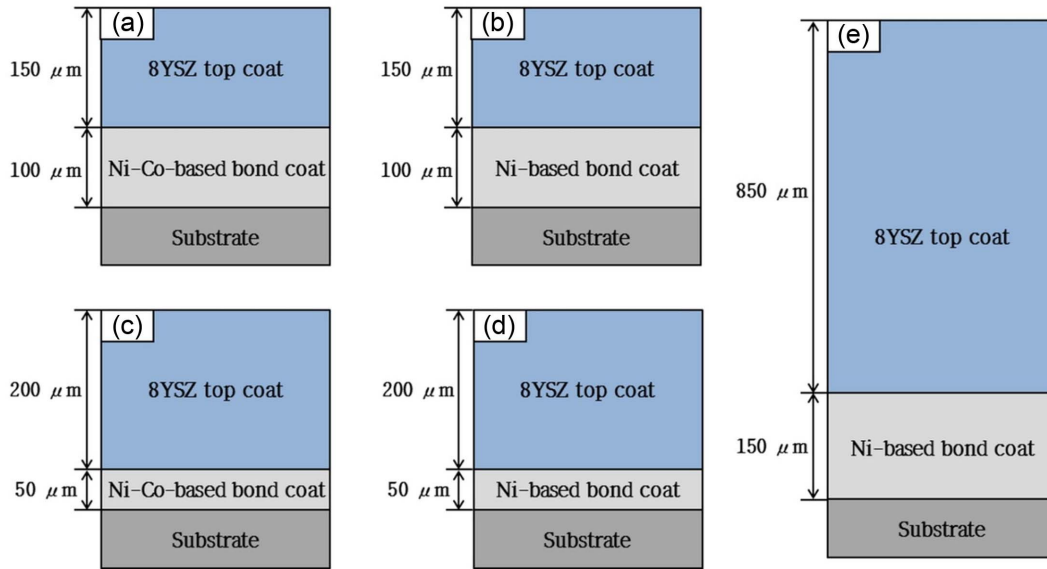 (a)
150 μm
8YSZ top coat
100 μm
Ni-Co-based bond coat
Substrate
(b)
150 μm
8YSZ top coat
100 μm
Ni-based bond coat
Substrate
(c)
200 μm
8YSZ top coat
50 μm
Ni-Co-based bond coat
Substrate
(d)
200 μm
8YSZ top coat
50 μm
Ni-based bond coat
Substrate
(e)
850 μm
8YSZ top coat
150 μm
Ni-based bond coat
Substrate